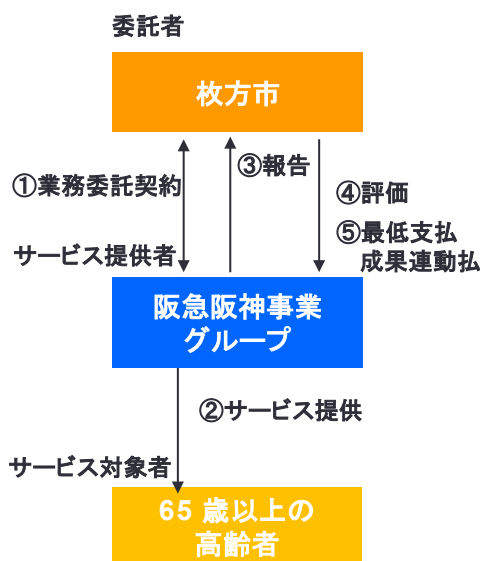 委託者
枚方市
①業務委託契約
③報告
④評価
⑤最低支払
成果連動払
サービス提供者
阪急阪神事業
グループ
②サービス提供
サービス対象者
65 歳以上の
高齢者